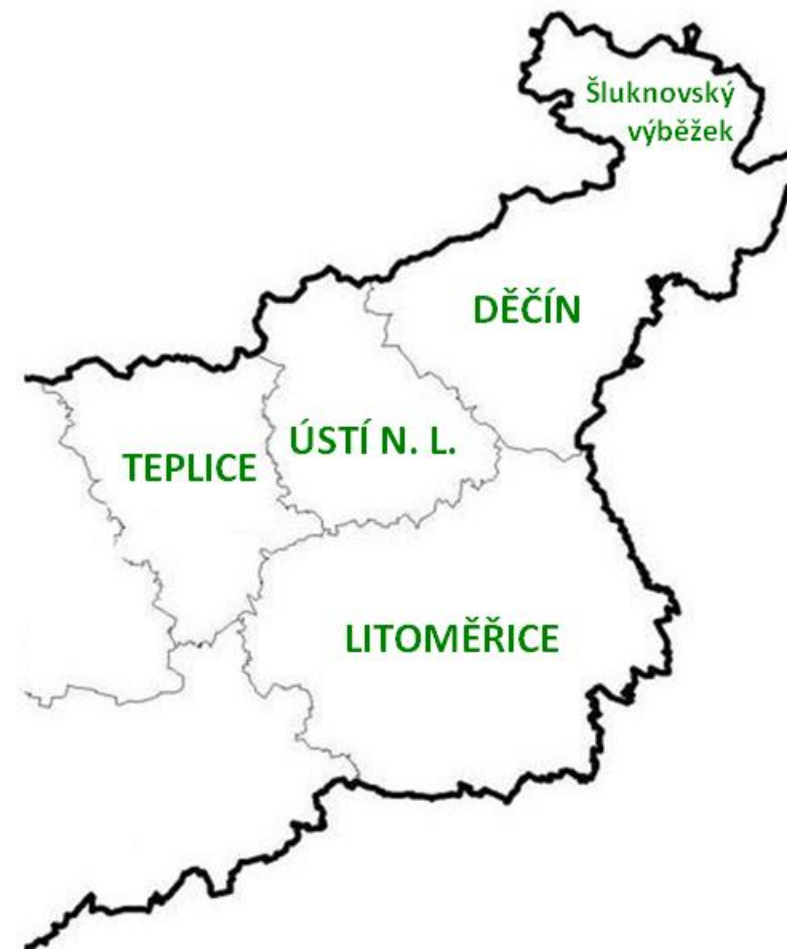 Šluknovský
výběžek
DĚČÍN
ÚSTÍ N. L.
TEPLICE
LITOMĚŘICE